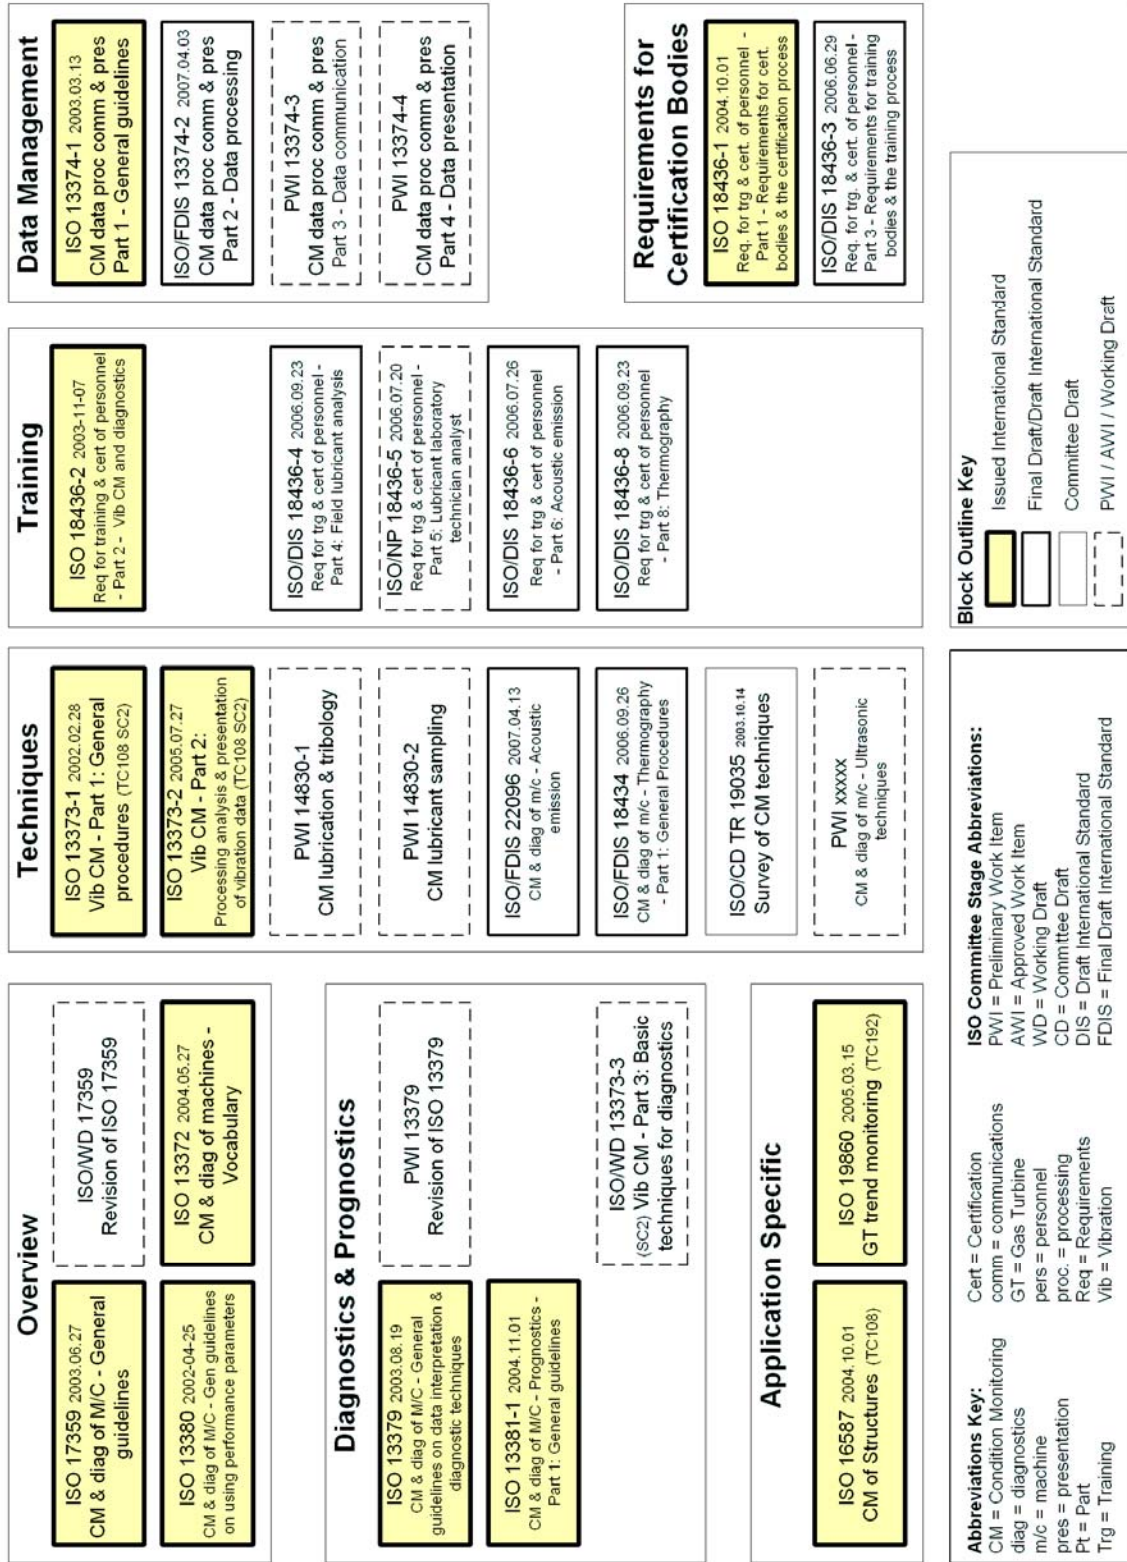 Overview
ISO 17359 2003.06.27
CM & diag of M/C - General
guidelines
ISO/WD 17359
Revision of ISO 17359
ISO 13380 2002-04-25
CM & diag of M/C - Gen guidelines
on using performance parameters
ISO 13372 2004.05.27
CM & diag of machines -
Vocabulary
Diagnostics & Prognostics
ISO 13379 2003.08.19
CM & diag of M/C - General
guidelines on data interpretation &
diagnostic techniques
PWI 13379
Revision of ISO 13379
ISO 13381-1 2004.11.01
CM & diag of M/C - Prognostics -
Part 1: General guidelines
ISO/WD 13373-3
(SC2) Vib CM - Part 3: Basic
techniques for diagnostics
Application Specific
ISO 16587 2004.10.01
CM of Structures (TC108)
ISO 19860 2005.03.15
GT trend monitoring (TC192)
Techniques
ISO 13373-1 2002.02.28
Vib CM - Part 1: General
procedures (TC108 SC2)
ISO 13373-2 2005.07.27
Vib CM - Part 2:
Processing analysis & presentation
of vibration data (TC108 SC2)
PWI 14830-1
CM lubrication & tribology
PWI 14830-2
CM lubricant sampling
ISO/FDIS 22096 2007.04.13
CM & diag of m/c - Acoustic
emission
ISO/FDIS 18434 2006.09.26
CM & diag of m/c - Thermography
- Part 1: General Procedures
ISO/CD TR 19035 2003.10.14
Survey of CM techniques
PWI xxxxx
CM & diag of m/c - Ultrasonic
techniques
Training
ISO 18436-2 2003-11-07
Req for training & cert of personnel
- Part 2 - Vib CM and diagnostics
ISO/DIS 18436-4 2006.09.23
Req for trg & cert of personnel -
Part 4: Field lubricant analysis
ISO/NP 18436-5 2006.07.20
Req for trg & cert of personnel -
Part 5: Lubricant laboratory
technician analyst
ISO/DIS 18436-6 2006.07.26
Req for trg & cert of personnel
- Part 6: Acoustic emission
ISO/DIS 18436-8 2006.09.23
Req for trg & cert of personnel
- Part 8: Thermography
Data Management
ISO 13374-1 2003.03.13
CM data proc comm & pres
Part 1 - General guidelines
ISO/FDIS 13374-2 2007.04.03
CM data proc comm & pres
Part 2 - Data processing
PWI 13374-3
CM data proc comm & pres
Part 3 - Data communication
PWI 13374-4
CM data proc comm & pres
Part 4 - Data presentation
Requirements for
Certification Bodies
ISO 18436-1 2004.10.01
Req. for trg & cert. of personnel -
Part 1 - Requirements for cert.
bodies & the certification process
ISO/DIS 18436-3 2006.06.29
Req. for trg. & cert. of personnel -
Part 3 - Requirements for training
bodies & the training process
Abbreviations Key:
CM = Condition Monitoring
diag = diagnostics
m/c = machine
pres = presentation
Pt = Part
Trg = Training
Cert = Certification
comm = communications
GT = Gas Turbine
pers = personnel
proc. = processing
Req = Requirements
Vib = Vibration
ISO Committee Stage Abbreviations:
PWI = Preliminary Work Item
AWI = Approved Work Item
WD = Working Draft
CD = Committee Draft
DIS = Draft International Standard
FDIS = Final Draft International Standard
Block Outline Key
Issued International Standard
Final Draft/Draft International Standard
Committee Draft
PWI / AWI / Working Draft